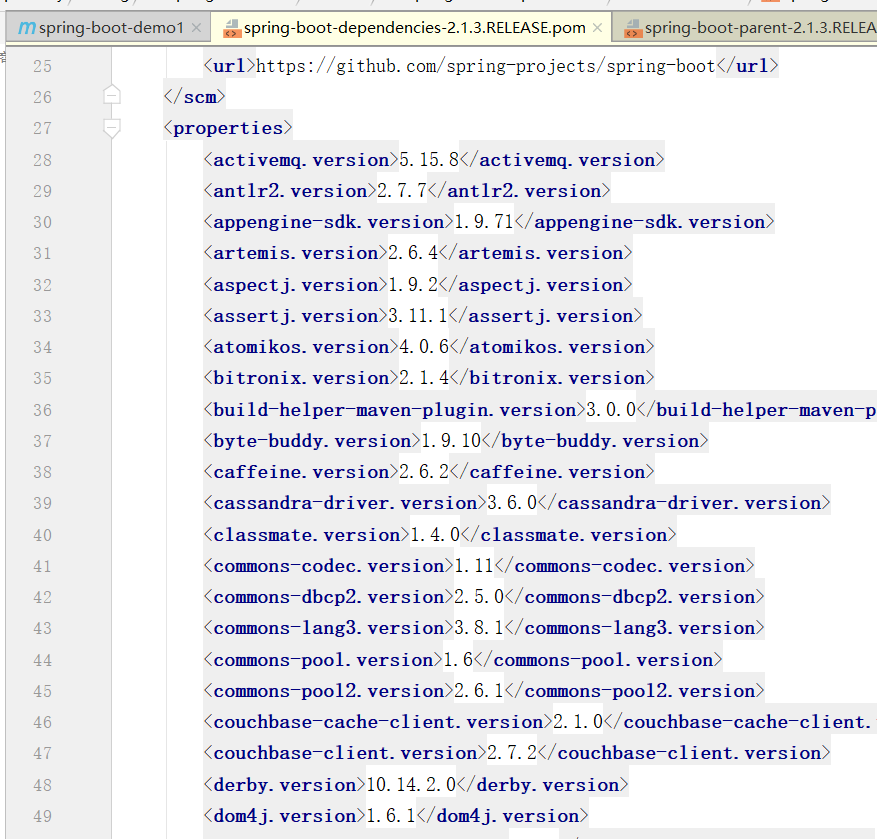 spring-boot-demo1 × spring-boot-dependencies-2.1.3.RELEASE.pom × spring-boot-parent-2.1.3.RELEA
25 <url>https://github.com/spring-projects/spring-boot</url>
26 </scm>
27 <properties>
28 <activemq.version>5.15.8</activemq.version>
29 <antlr2.version>2.7.7</antlr2.version>
30 <appengine-sdk.version>1.9.71</appengine-sdk.version>
31 <artemis.version>2.6.4</artemis.version>
32 <aspectj.version>1.9.2</aspectj.version>
33 <assertj.version>3.11.1</assertj.version>
34 <atomikos.version>4.0.6</atomikos.version>
35 <bitronix.version>2.1.4</bitronix.version>
36 <build-helper-maven-plugin.version>3.0.0</build-helper-maven-p
37 <byte-buddy.version>1.9.10</byte-buddy.version>
38 <caffeine.version>2.6.2</caffeine.version>
39 <cassandra-driver.version>3.6.0</cassandra-driver.version>
40 <classmate.version>1.4.0</classmate.version>
41 <commons-codec.version>1.11</commons-codec.version>
42 <commons-dbcp2.version>2.5.0</commons-dbcp2.version>
43 <commons-lang3.version>3.8.1</commons-lang3.version>
44 <commons-pool.version>1.6</commons-pool.version>
45 <commons-pool2.version>2.6.1</commons-pool2.version>
46 <couchbase-cache-client.version>2.1.0</couchbase-cache-client.
47 <couchbase-client.version>2.7.2</couchbase-client.version>
48 <derby.version>10.14.2.0</derby.version>
49 <dom4j.version>1.6.1</dom4j.version>